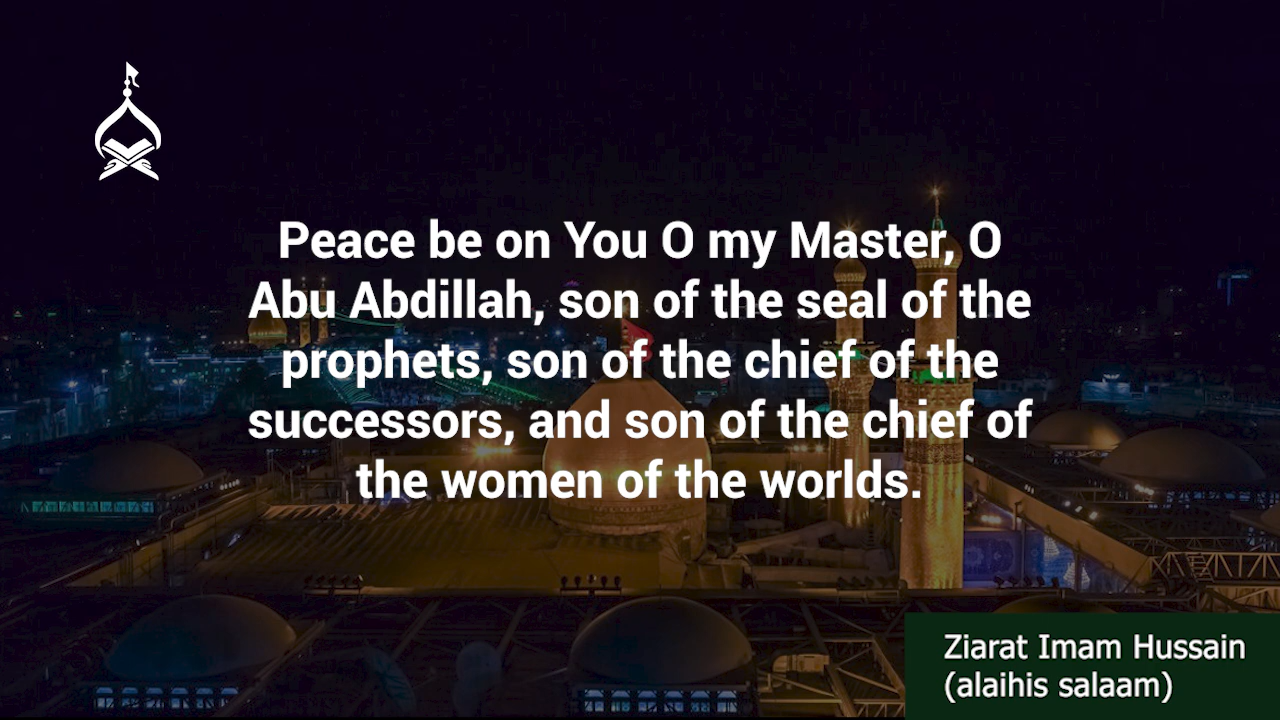 Peace be on You O my Master, O
Abu Abdillah, son of the seal of the
prophets, son of the chief of the
successors, and son of the chief of
the women of the worlds.
Ziarat Imam Hussain
(alaihis salaam)